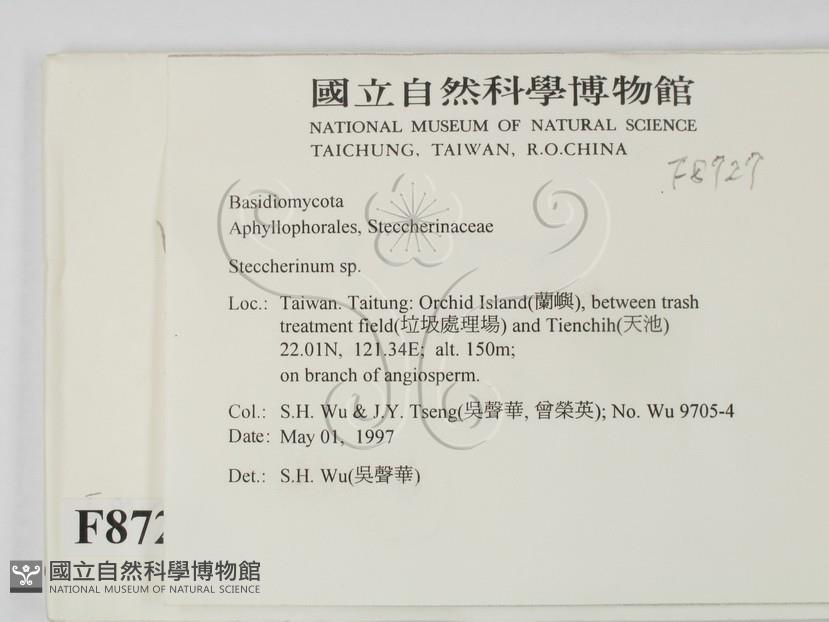 國立自然科學博物館
NATIONAL MUSEUM OF NATURAL SCIENCE
TAICHUNG, TAIWAN, R.O.CHINA
F8727
Basidiomycota
Aphyllophorales, Steccherinaceae
Steccherinum sp.
Loc.: Taiwan. Taitung: Orchid Island(蘭嶼), between trash
treatment field(垃圾處理場) and Tienchih(天池)
22.01N, 121.34E; alt. 150m;
on branch of angiosperm.
Col.: S.H. Wu & J.Y. Tseng(吳聲華, 曾榮英); No. Wu 9705-4
Date: May 01, 1997
Det.: S.H. Wu(吳聲華)
F872
國立自然科學博物館
NATIONAL MUSEUM OF NATURAL SCIENCE